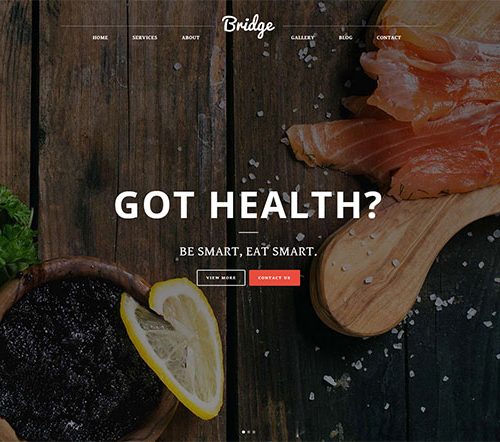 Bridge
HOME SERVICES ABOUT GALLERY BLOG CONTACT
GOT HEALTH?
BE SMART, EAT SMART.
VIEW MORE CONTACT US